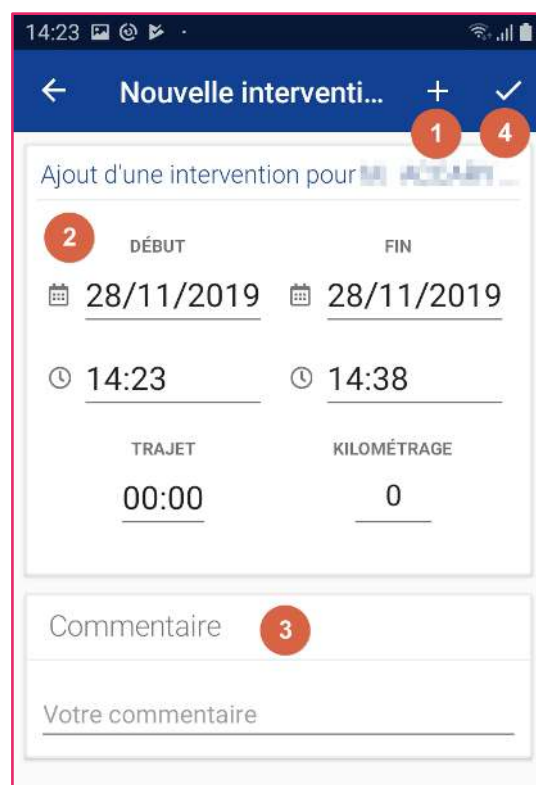 14:23
Nouvelle interventi...
1 4
Ajout d'une intervention pour
2 DÉBUT FIN
28/11/2019 28/11/2019
14:23 14:38
TRAJET KILOMÉTRAGE
00:00 0
Commentaire 3
Votre commentaire